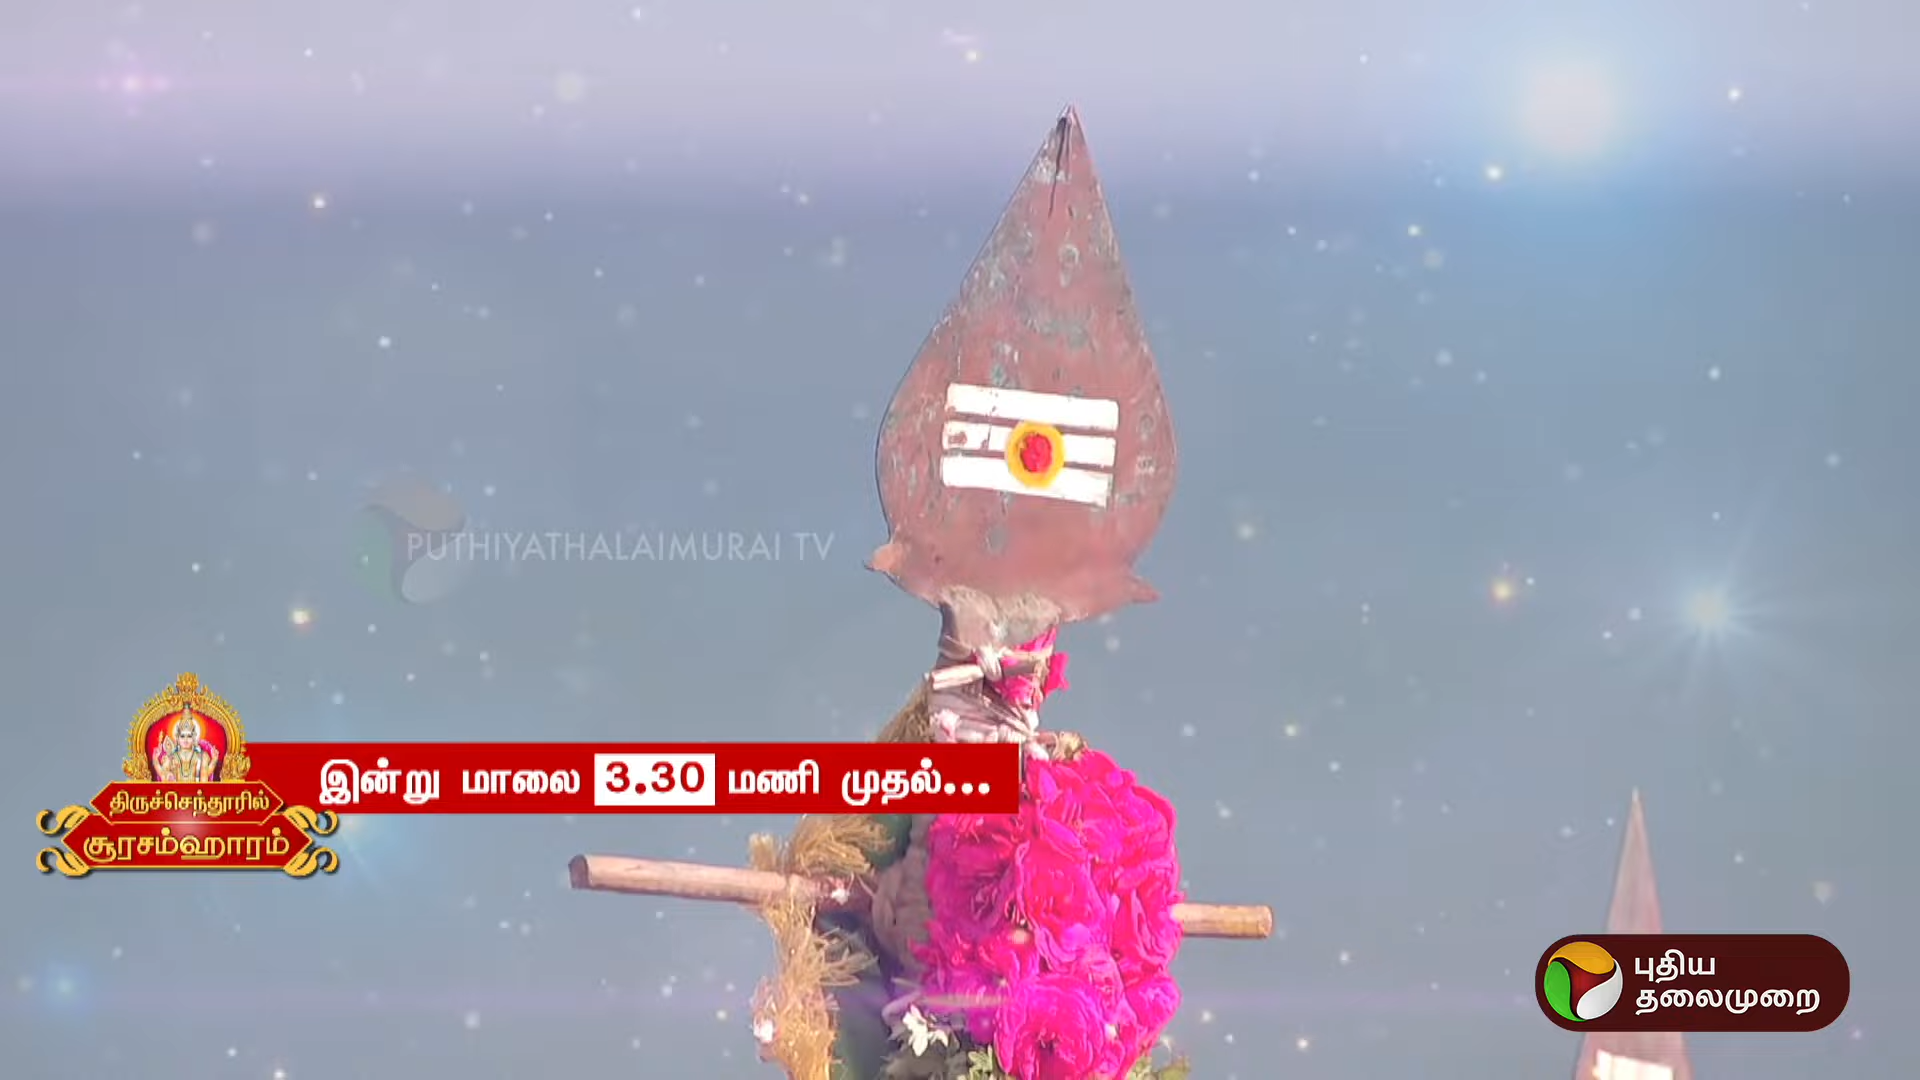 PUTHIYATHALAIMURAI TV
இன்று மாலை 3.30 மணி முதல்...
திருச்செந்தூரில்
சூரசம்ஹாரம்
புதிய
தலைமுறை